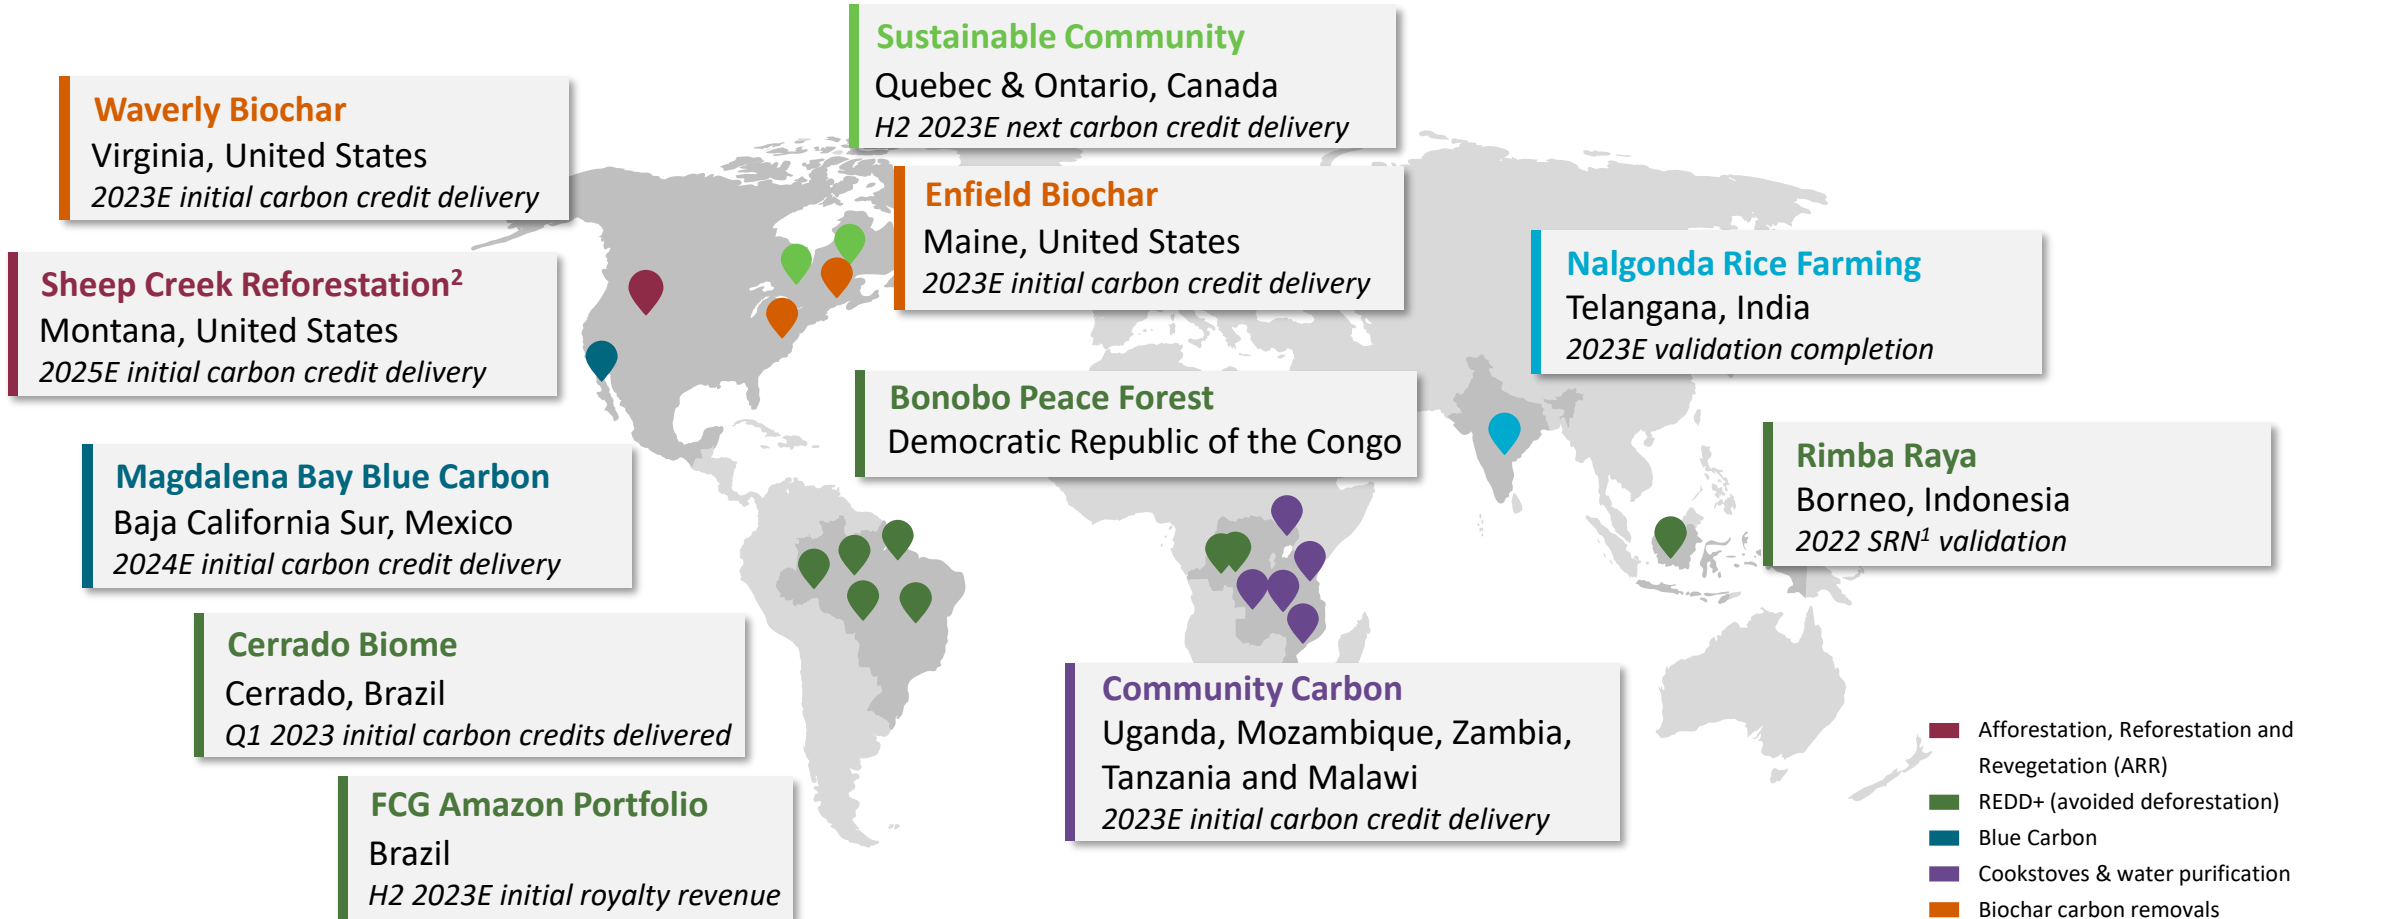 Sustainable Community
Quebec & Ontario, Canada
H2 2023E next carbon credit delivery
Waverly Biochar
Virginia, United States
2023E initial carbon credit delivery
Enfield Biochar
Maine, United States
2023E initial carbon credit delivery
Sheep Creek Reforestation²
Montana, United States
2025E initial carbon credit delivery
Nalgonda Rice Farming
Telangana, India
2023E validation completion
Bonobo Peace Forest
Democratic Republic of the Congo
Magdalena Bay Blue Carbon
Baja California Sur, Mexico
2024E initial carbon credit delivery
Rimba Raya
Borneo, Indonesia
2022 SRN¹ validation
Cerrado Biome
Cerrado, Brazil
Q1 2023 initial carbon credits delivered
Community Carbon
Uganda, Mozambique, Zambia,
Tanzania and Malawi
2023E initial carbon credit delivery
FCG Amazon Portfolio
Brazil
H2 2023E initial royalty revenue
Afforestation, Reforestation and
Revegetation (ARR)
REDD+ (avoided deforestation)
Blue Carbon
Cookstoves & water purification
Biochar carbon removals